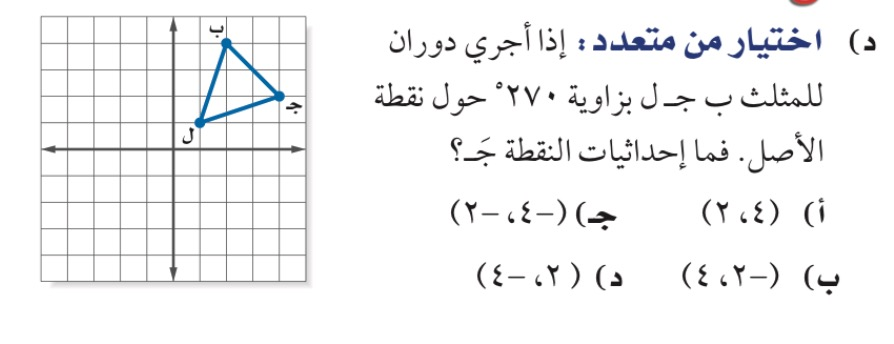 د) اختيار من متعدد : إذا أجري دوران
للمثلث ب جـ ل بزاوية ٢٧٠° حول نقطة
الأصل. فما إحداثيات النقطة جَـ؟
أ) (٤، ٢) جـ) (-٤، -٢)
ب) (-٢، ٤) د) (٢، -٤)
ب
جـ
ل